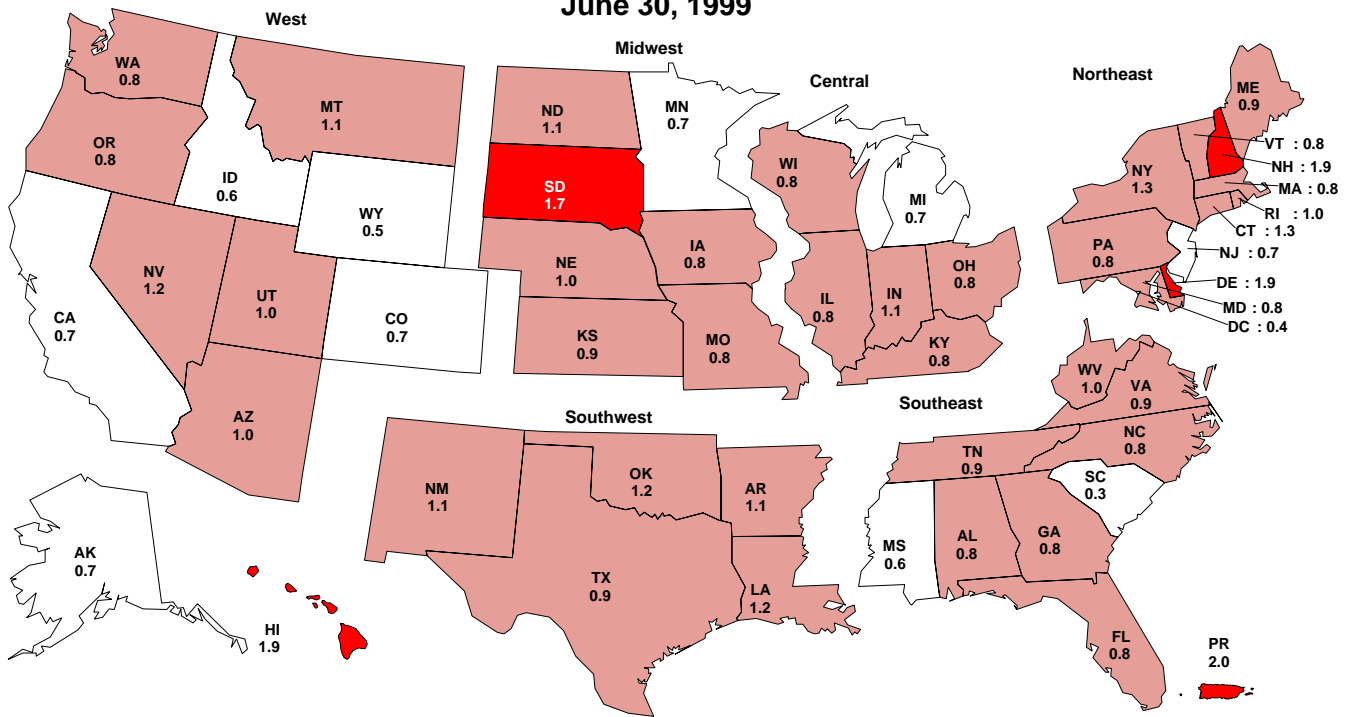 June 30, 1999
West
Midwest
Central
Northeast
WA
0.8
MT
1.1
OR
0.8
ID
0.6
WY
0.5
NV
1.2
UT
1.0
CA
0.7
CO
0.7
AZ
1.0
AK
0.7
HI
1.9
ND
1.1
MN
0.7
SD
1.7
NE
1.0
IA
0.8
KS
0.9
MO
0.8
WI
0.8
MI
0.7
IL
0.8
IN
1.1
OH
0.8
KY
0.8
ME
0.9
VT : 0.8
NH : 1.9
NY
1.3
MA : 0.8
RI : 1.0
CT : 1.3
PA
0.8
NJ : 0.7
DE : 1.9
MD : 0.8
DC : 0.4
Southwest
NM
1.1
OK
1.2
AR
1.1
TX
0.9
LA
1.2
Southeast
WV
1.0
VA
0.9
NC
0.8
TN
0.9
SC
0.3
MS
0.6
AL
0.8
GA
0.8
FL
0.8
PR
2.0